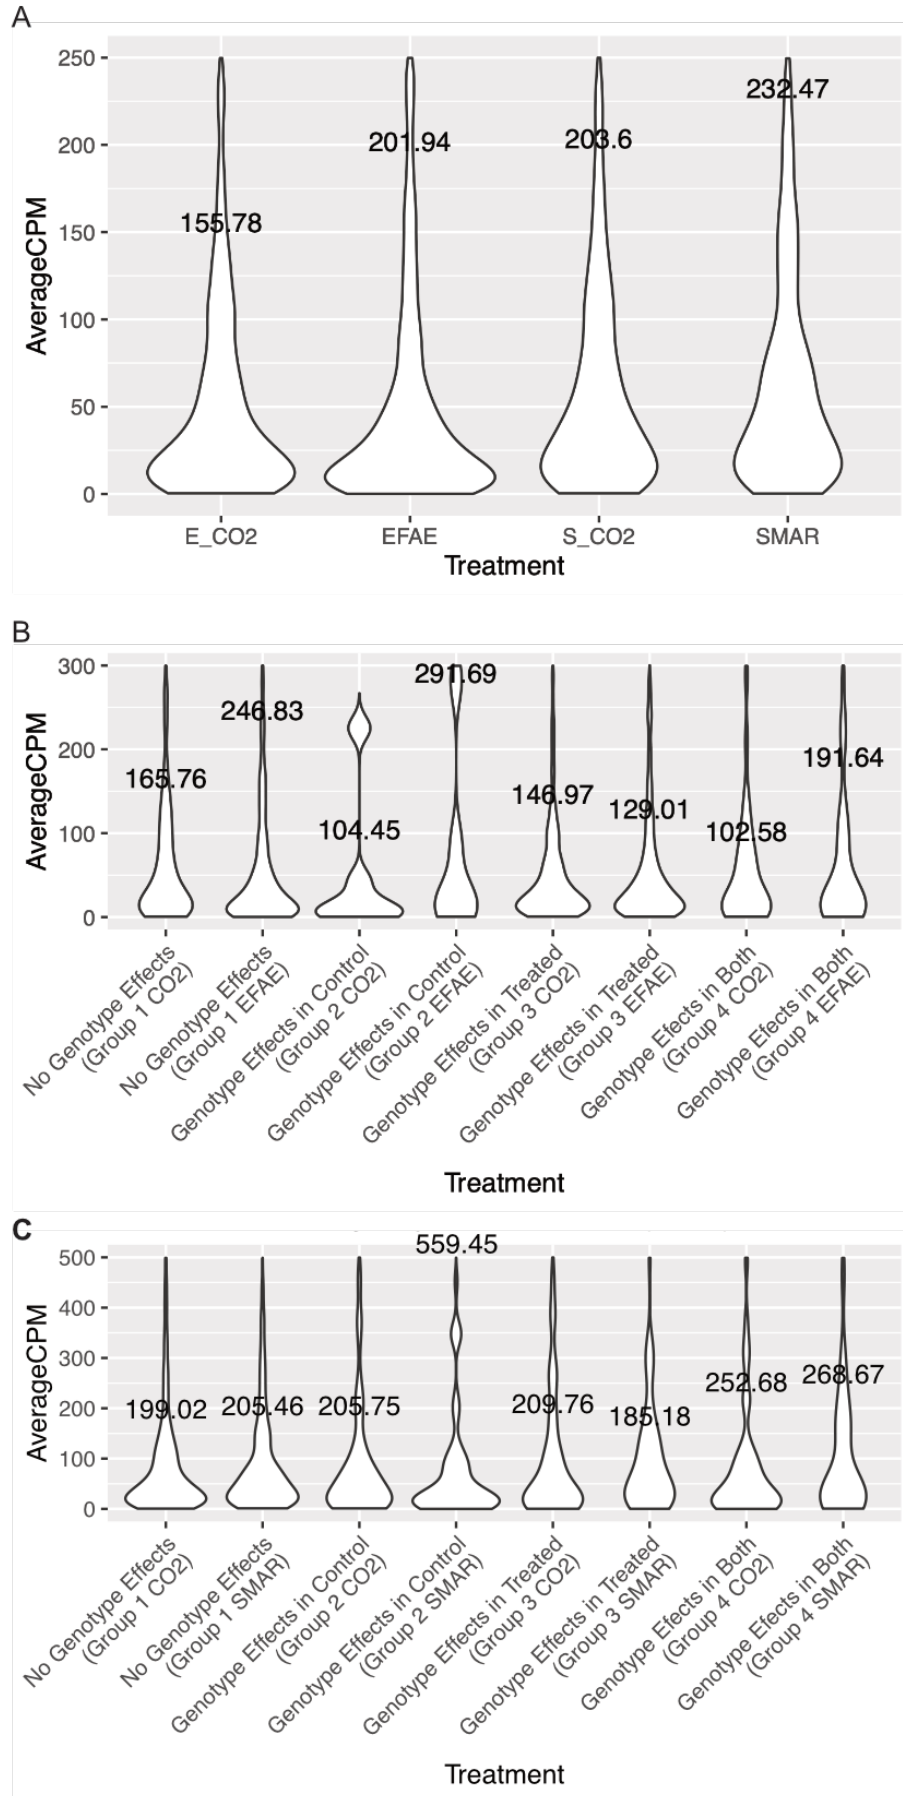 A
AverageCPM
250
200
150
100
50
0
155.78
201.94
203.6
232.47
E_CO2
EFAE
S_CO2
SMAR
Treatment
B
AverageCPM
300
200
100
0
165.76
246.83
104.45
291.69
146.97
129.01
102.58
191.64
No Genotype Effects
(Group 1 CO2)
No Genotype Effects
(Group 1 EFAE)
Genotype Effects in Control
(Group 2 CO2)
Genotype Effects in Control
(Group 2 EFAE)
Genotype Effects in Treated
(Group 3 CO2)
Genotype Effects in Treated
(Group 3 EFAE)
Genotype Efects in Both
(Group 4 CO2)
Genotype Efects in Both
(Group 4 EFAE)
Treatment
C
AverageCPM
500
400
300
200
100
0
199.02
205.46
205.75
559.45
209.76
185.18
252.68
268.67
No Genotype Effects
(Group 1 CO2)
No Genotype Effects
(Group 1 SMAR)
Genotype Effects in Control
(Group 2 CO2)
Genotype Effects in Control
(Group 2 SMAR)
Genotype Effects in Treated
(Group 3 CO2)
Genotype Effects in Treated
(Group 3 SMAR)
Genotype Efects in Both
(Group 4 CO2)
Genotype Efects in Both
(Group 4 SMAR)
Treatment